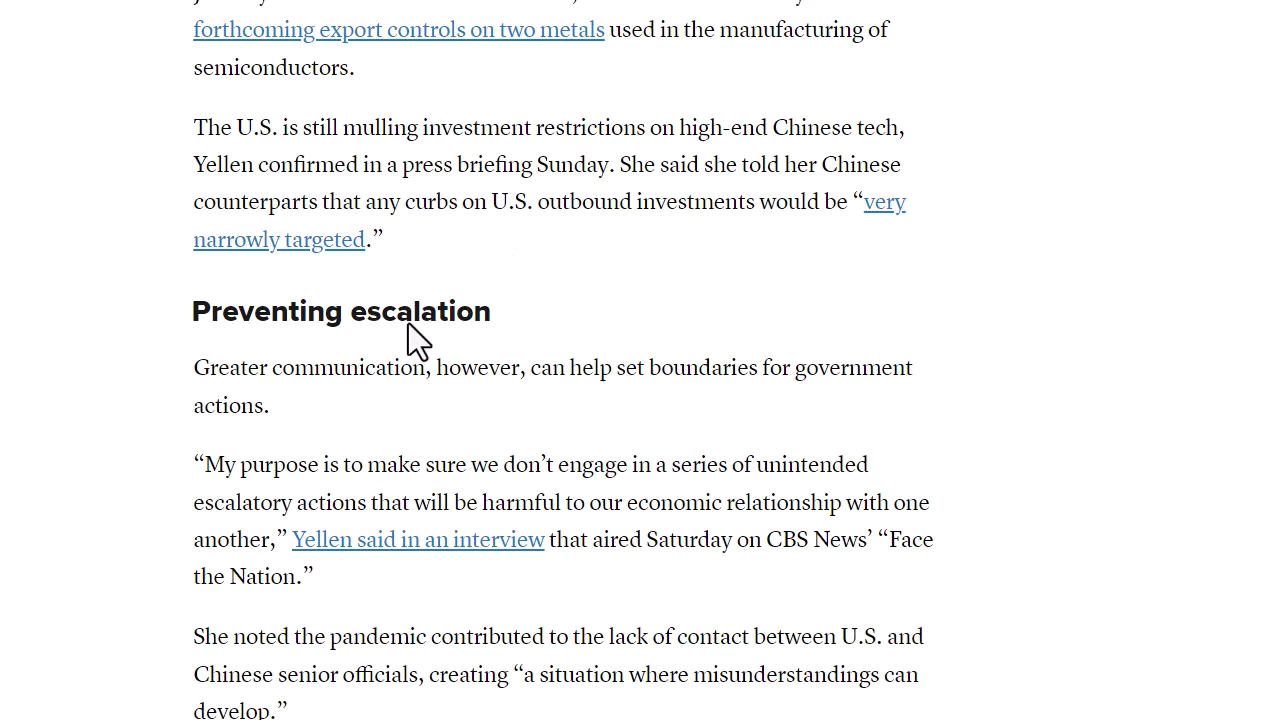 forthcoming export controls on two metals used in the manufacturing of
semiconductors.
The U.S. is still mulling investment restrictions on high-end Chinese tech,
Yellen confirmed in a press briefing Sunday. She said she told her Chinese
counterparts that any curbs on U.S. outbound investments would be “very
narrowly targeted.”
Preventing escalation
Greater communication, however, can help set boundaries for government
actions.
“My purpose is to make sure we don’t engage in a series of unintended
escalatory actions that will be harmful to our economic relationship with one
another,” Yellen said in an interview that aired Saturday on CBS News’ “Face
the Nation.”
She noted the pandemic contributed to the lack of contact between U.S. and
Chinese senior officials, creating “a situation where misunderstandings can
develop.”